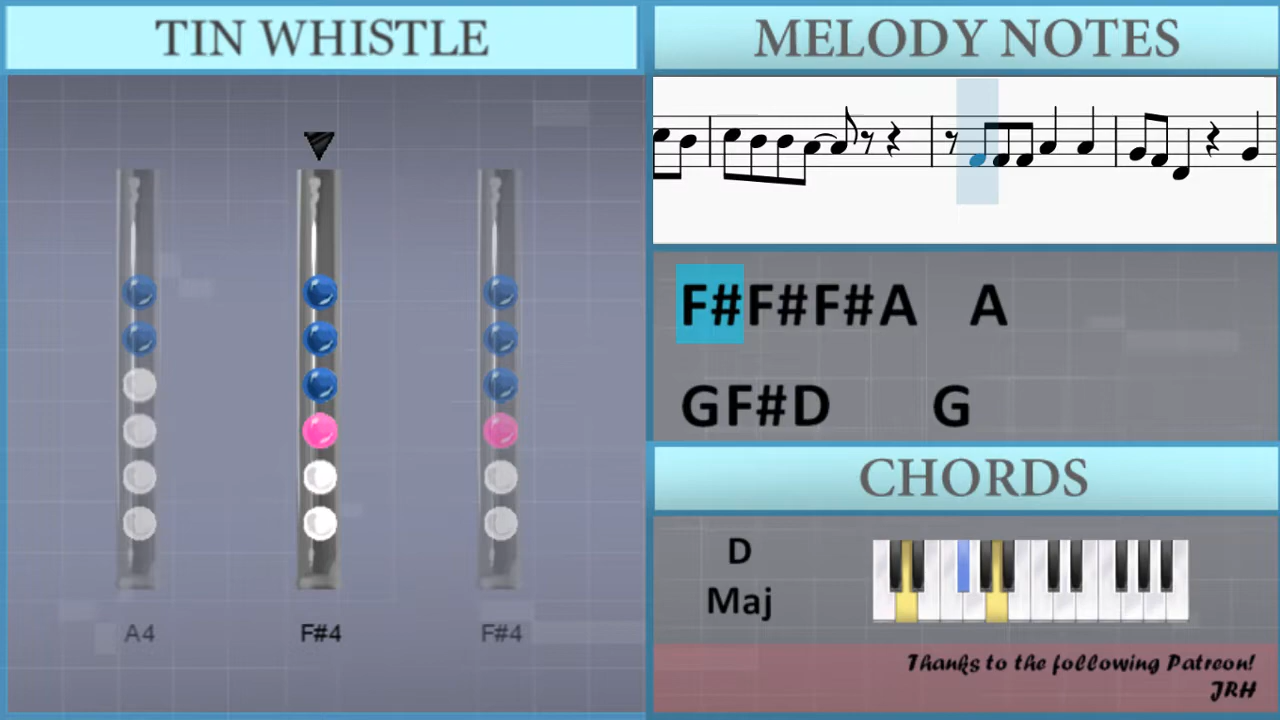 TIN WHISTLE
A4
F#4
F#4
MELODY NOTES
F#F#F#A A
GF#D G
CHORDS
D
Maj
Thanks to the following Patreon!
JRH